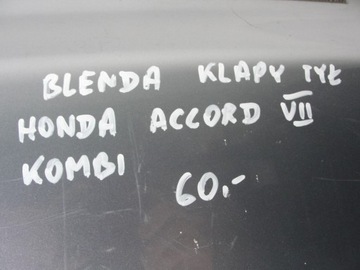 BLENDA KLAPY TYŁ
HONDA ACCORD VII
KOMBI
60,-